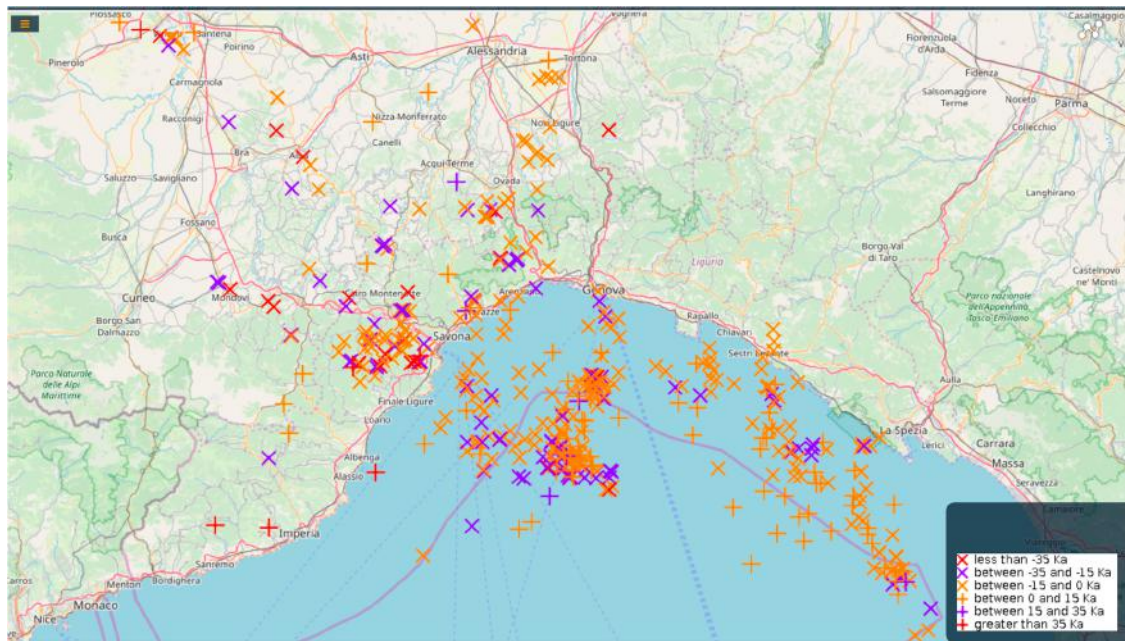 Piossasco
Casalmaggiore
Santena
Voghera
Poirino
Alessandria
Tortona
Fiorenzuola
d'Arda
Pinerolo
Asti
Fidenza
Carmagnola
Salsomaggiore
Terme
Noceto
Parma
Racconigi
Nizza Monferrato
Novi Ligure
Collecchio
Canelli
Bra
Acqui Terme
Saluzzo
Savigliano
Ovada
Langhirano
Fossano
Busca
Borgo Val
di Taro
Liguria
Castelnovo
ne' Monti
Cuneo
Mondovì
Cairo Montenotte
Genova
Parco nazionale
dell'Appennino
Tosco Emiliano
Borgo San
Dalmazzo
Rapallo
Savona
Chiavari
Sestri Levante
Parco Naturale
delle Alpi
Marittime
Aulla
Finale Ligure
Loano
La Spezia
Lerici
Carrara
Albenga
Massa
Alassio
Seravezza
Imperia
Sanremo
Bordighera
Menton
Carros
Monaco
Nice
less than -35 Ka
between -35 and -15 Ka
between -15 and 0 Ka
between 0 and 15 Ka
between 15 and 35 Ka
greater than 35 Ka